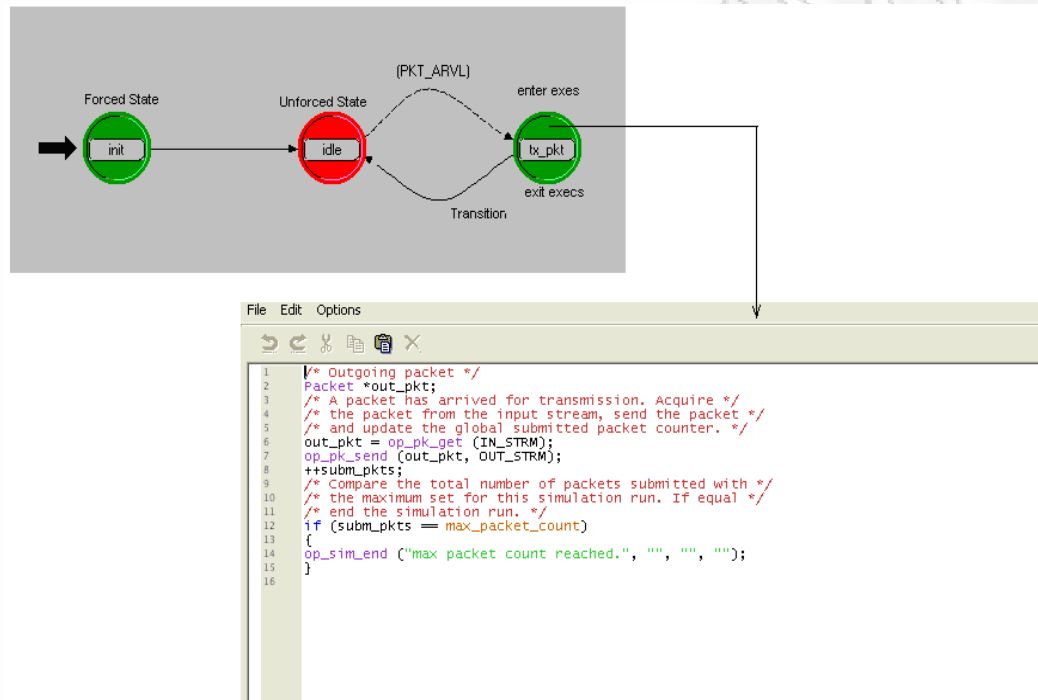 (PKT_ARVL)
enter exes
Forced State
Unforced State
init
idle
tx_pkt
exit execs
Transition
File Edit Options
1 /* Outgoing packet */
2 Packet *out_pkt;
3 /* A packet has arrived for transmission. Acquire */
4 /* the packet from the input stream, send the packet */
5 /* and update the global submitted packet counter. */
6 out_pkt = op_pk_get (IN_STRM);
7 op_pk_send (out_pkt, OUT_STRM);
8 ++subm_pkts;
9 /* Compare the total number of packets submitted with */
10 /* the maximum set for this simulation run. If equal */
11 /* end the simulation run. */
12 if (subm_pkts == max_packet_count)
13 {
14 op_sim_end ("max packet count reached.", "", "", "");
15 }
16